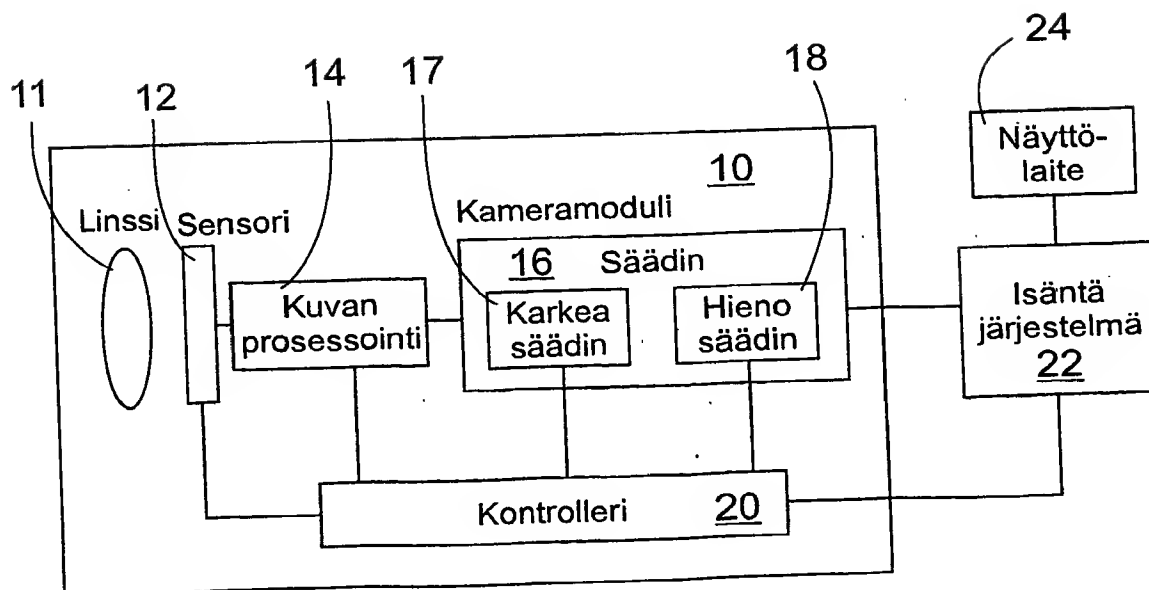 24
18
17
14
12
11
Näyttö-
laite
10
Kameramoduli
Linssi
Sensori
16 Säädin
Kuvan
prosessointi
Karkea
säädin
Hieno
säädin
Isäntä
järjestelmä
22
Kontrolleri 20